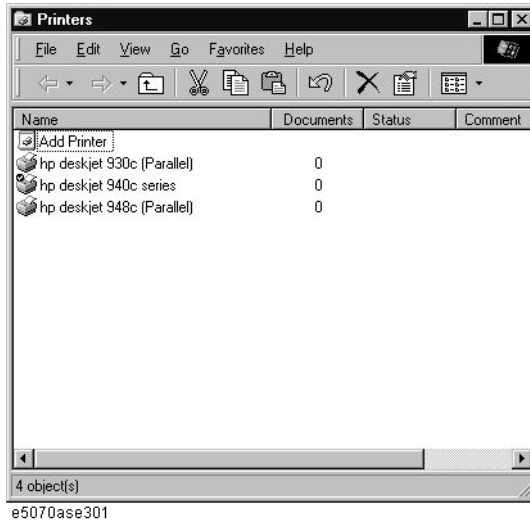 Printers
File Edit View Go Favorites Help
Name Documents Status Comment
Add Printer
hp deskjet 930c (Parallel) 0
hp deskjet 940c series 0
hp deskjet 948c (Parallel) 0
4 object(s)
e5070ase301